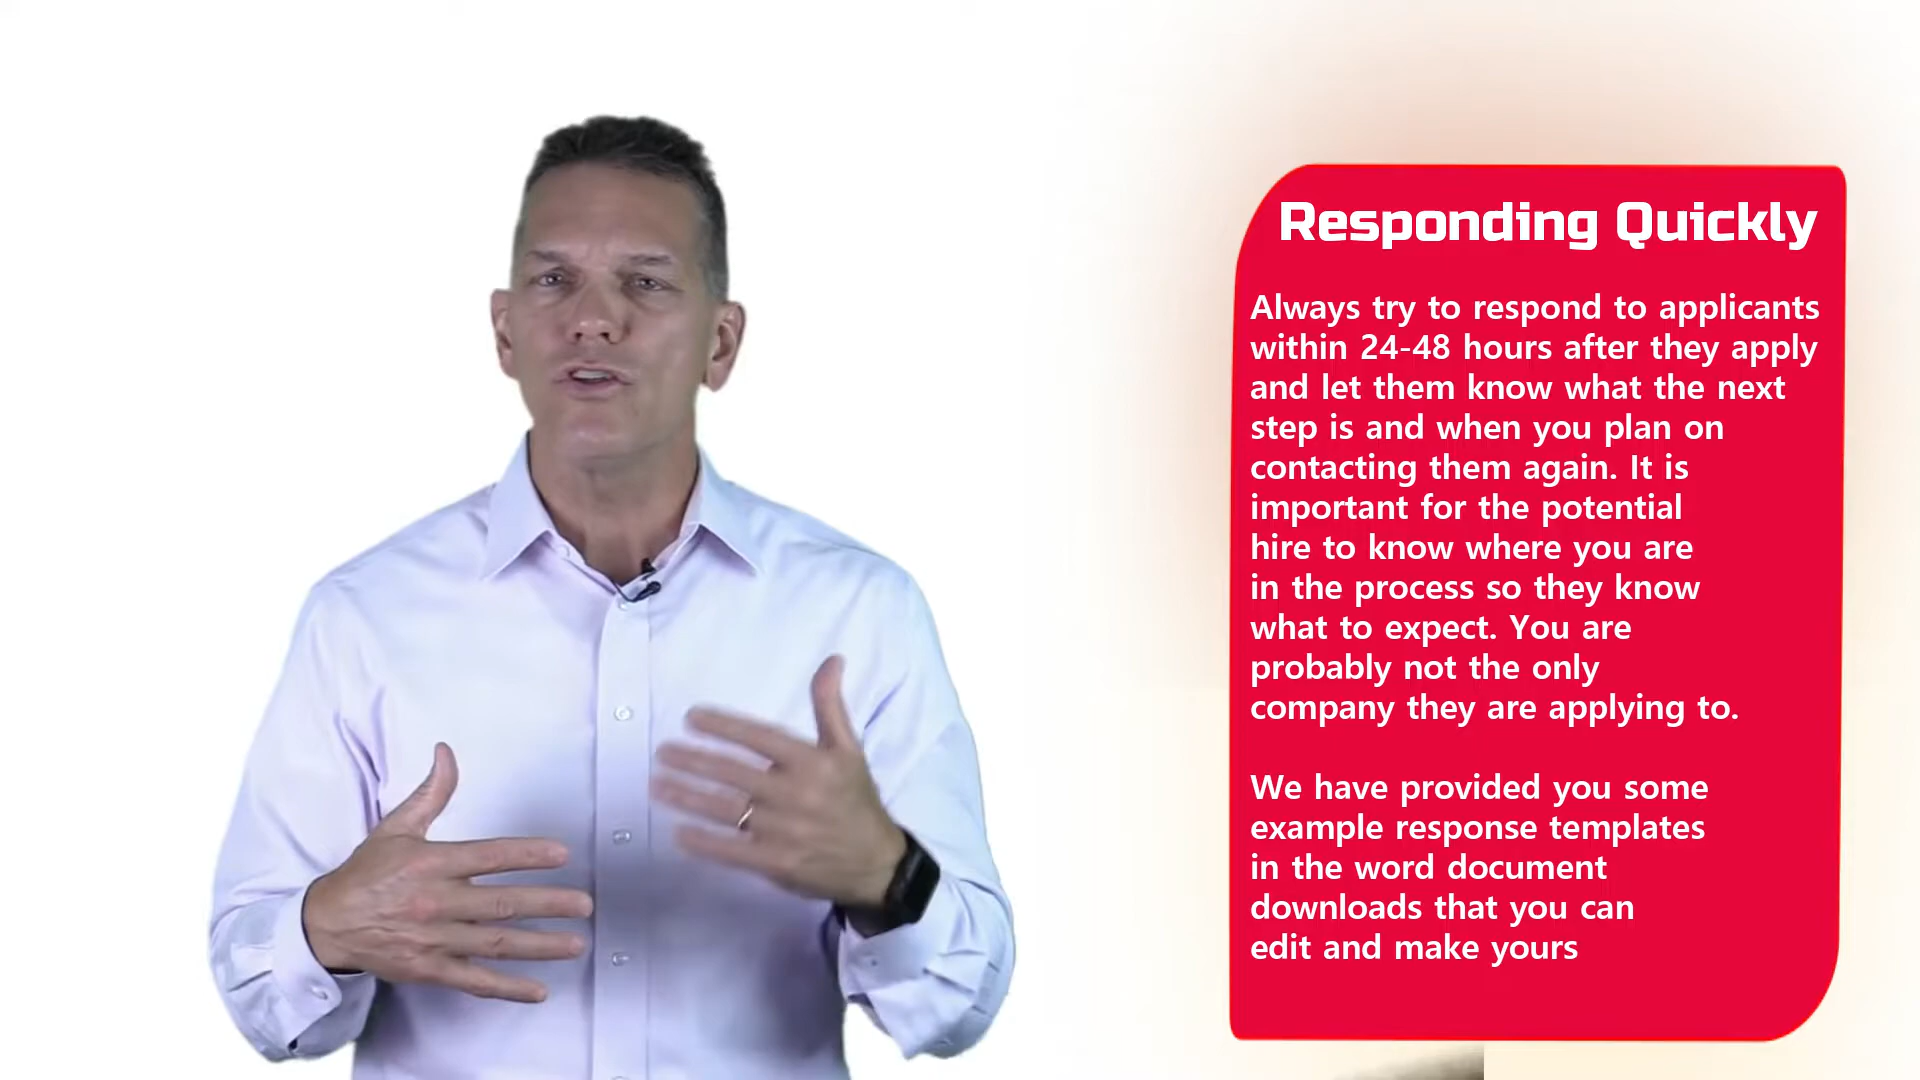 Responding Quickly
Always try to respond to applicants
within 24-48 hours after they apply
and let them know what the next
step is and when you plan on
contacting them again. It is
important for the potential
hire to know where you are
in the process so they know
what to expect. You are
probably not the only
company they are applying to.
We have provided you some
example response templates
in the word document
downloads that you can
edit and make yours